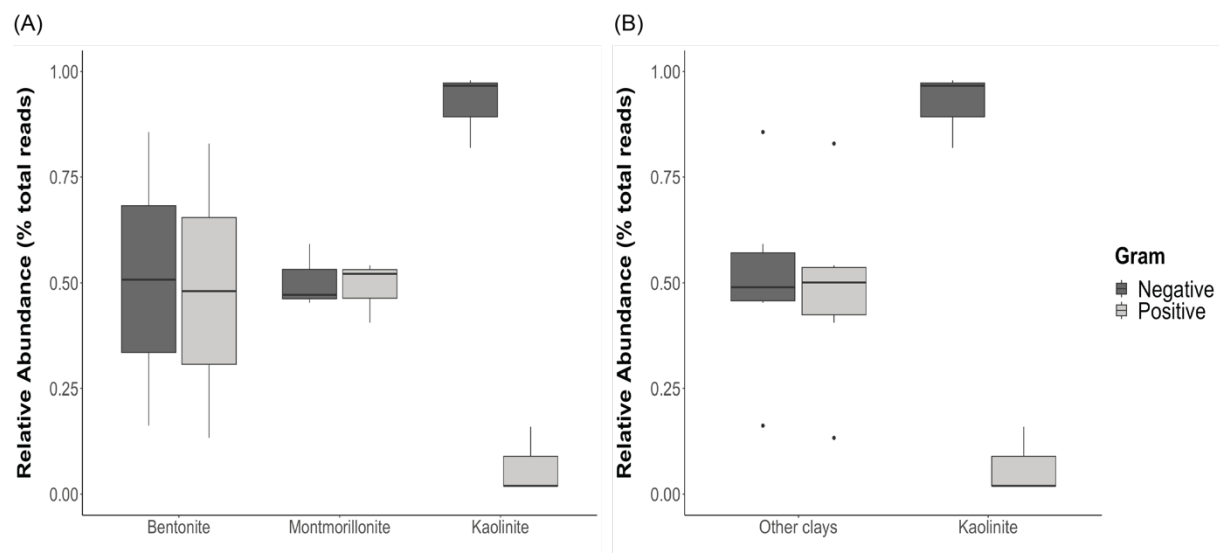 (A)
Relative Abundance (% total reads)
1.00
0.75
0.50
0.25
0.00
Bentonite Montmorillonite Kaolinite
(B)
Relative Abundance (% total reads)
1.00
0.75
0.50
0.25
0.00
Other clays Kaolinite
Gram
Negative
Positive